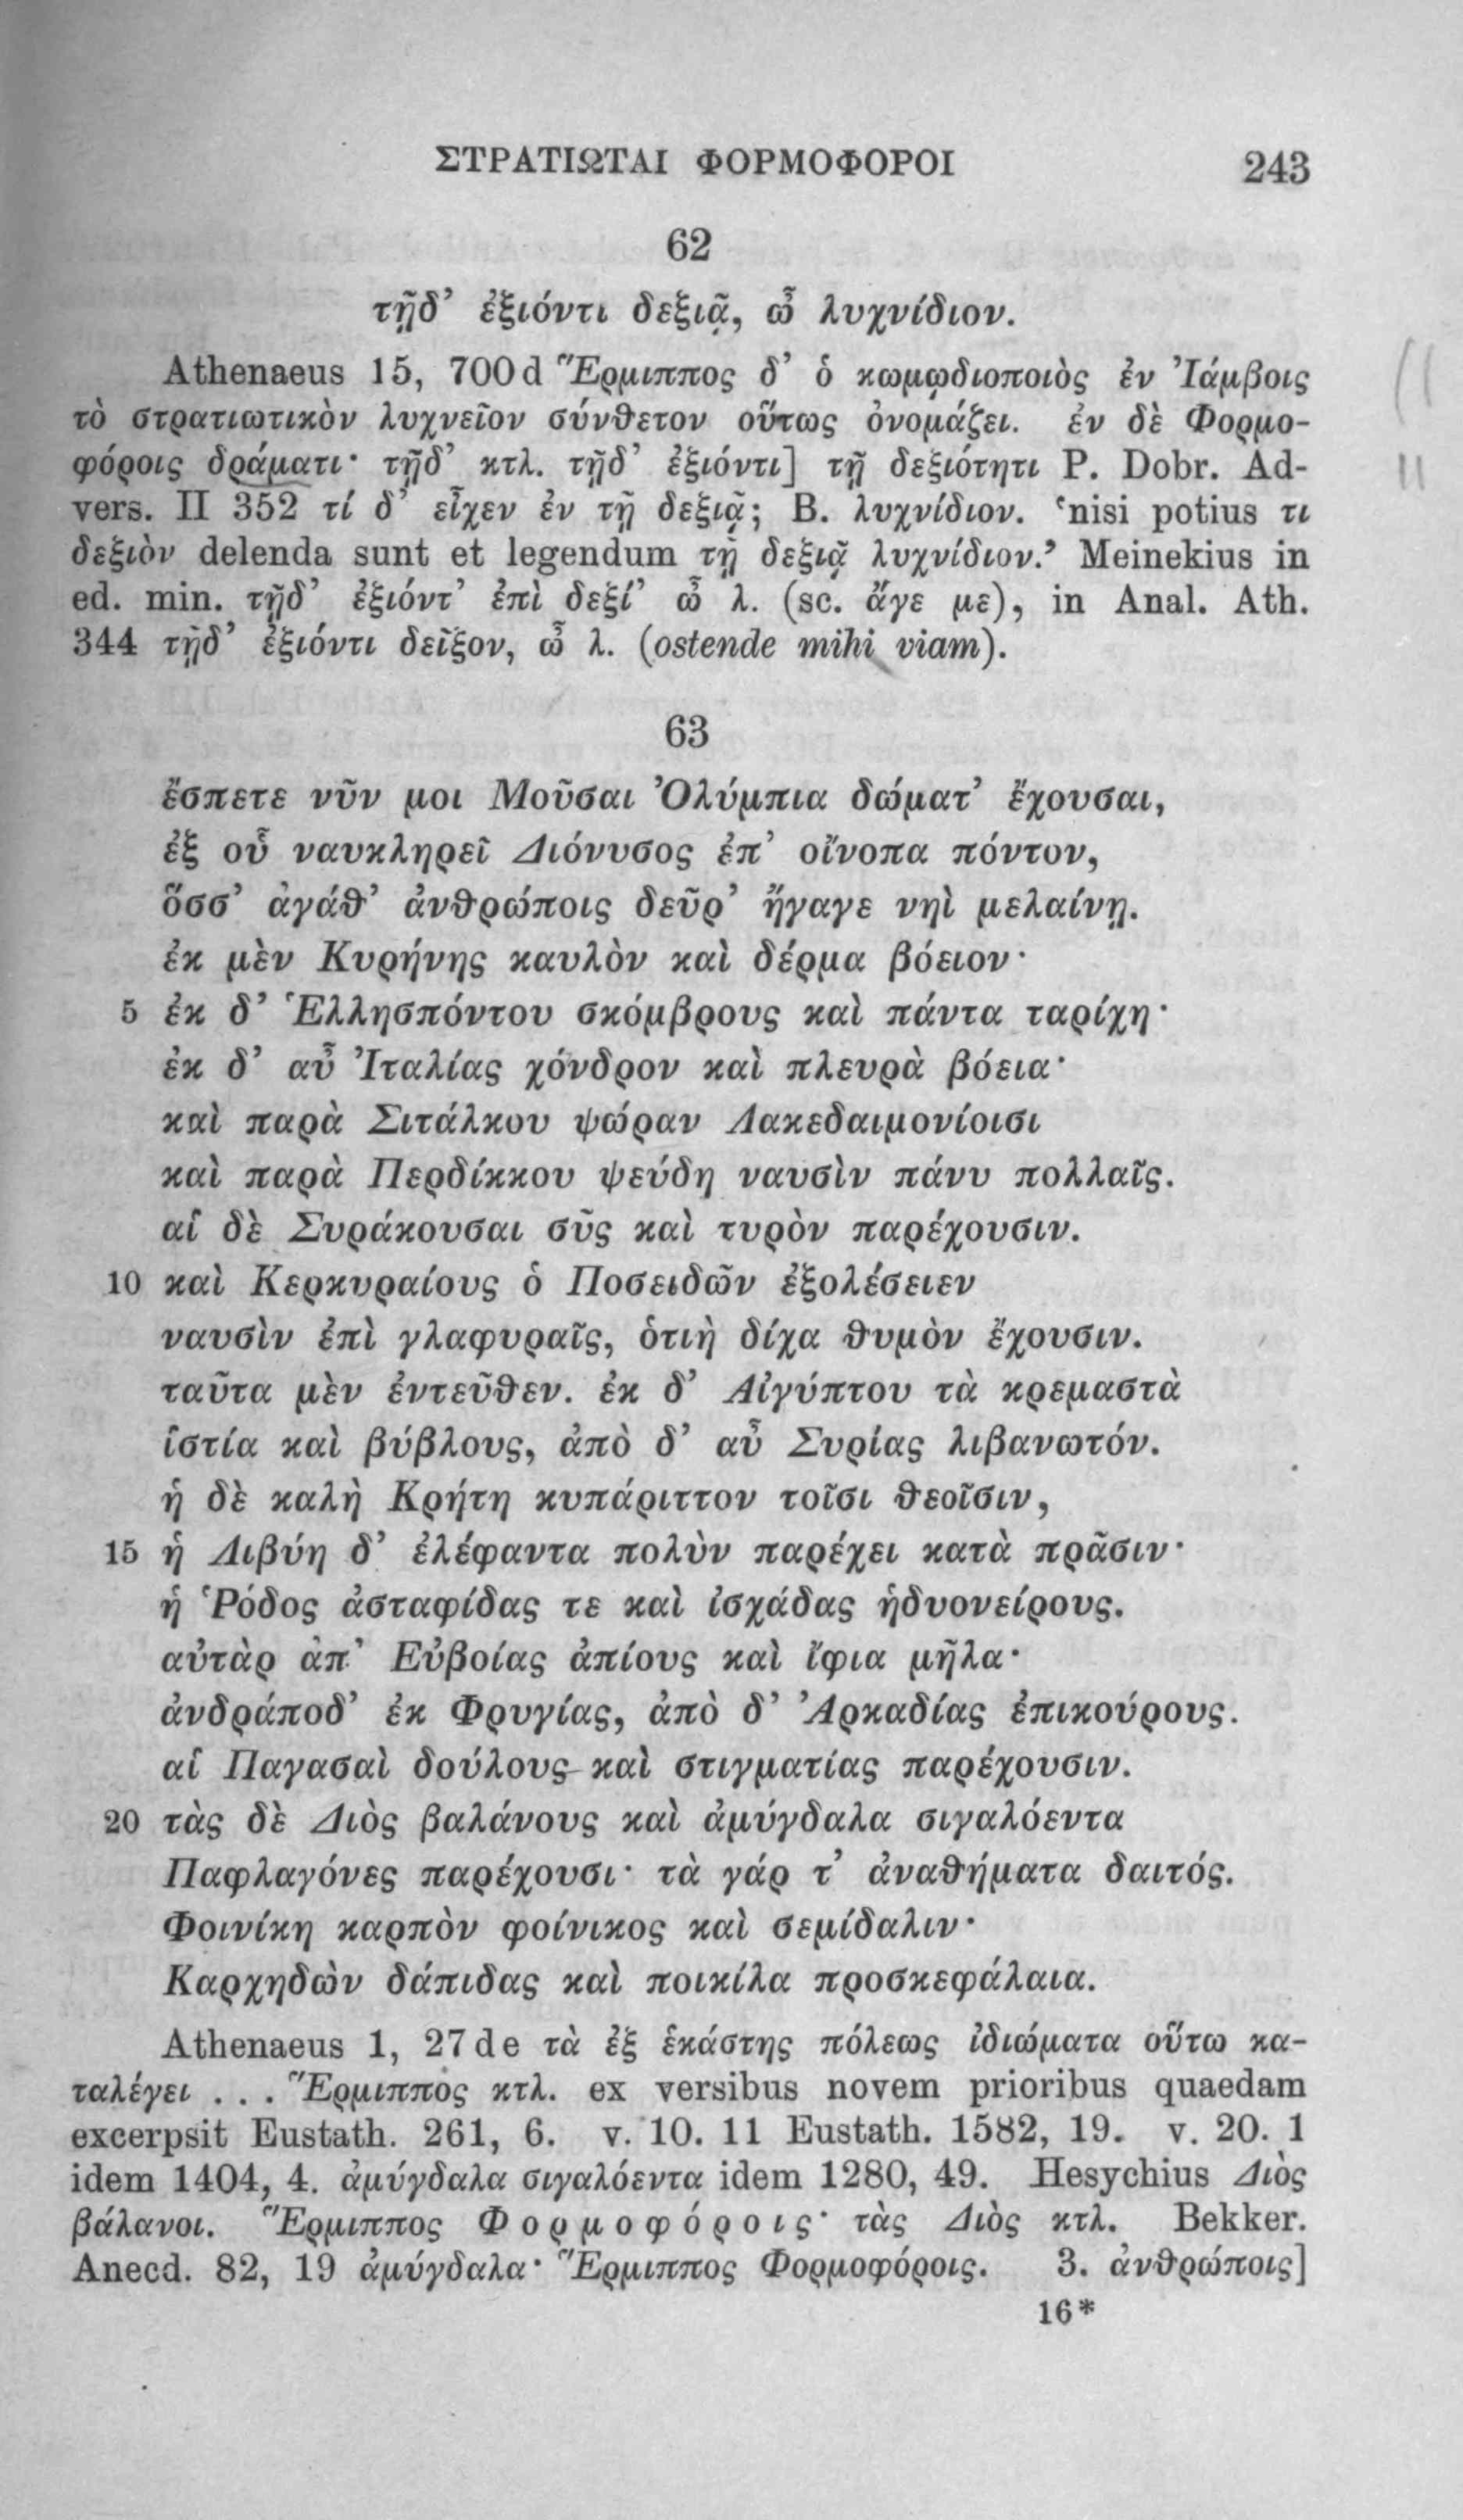 ΣΤΡΑΤΙΩΤΑΙ ΦΟΡΜΟΦΟΡΟΙ 243
62
τῇδ’ ἐξιόντι δεξιᾷ, ὦ λυχνίδιον.
Athenaeus 15, 700 d Ἕρμιππος δ’ ὁ κωμῳδιοποιὸς ἐν Ἰάμβοις
τὸ στρατιωτικὸν λυχνεῖον σύνθετον οὕτως ὀνομάζει. ἐν δὲ Φορμο-
φόροις δράματι· τῇδ’ κτλ. τῇδ’ ἐξιόντι] τῇ δεξιότητι P. Dobr. Ad-
vers. II 352 τί δ’ εἶχεν ἐν τῇ δεξιᾷ; B. λυχνίδιον. ‘nisi potius τι
δεξιὸν delenda sunt et legendum τῇ δεξιᾷ λυχνίδιον.’ Meinekius in
ed. min. τῇδ’ ἐξιόντ’ ἐπὶ δεξί’ ὦ λ. (sc. ἄγε με), in Anal. Ath.
344 τῇδ’ ἐξιόντι δεῖξον, ὦ λ. (ostende mihi viam).
63
ἔσπετε νῦν μοι Μοῦσαι Ὀλύμπια δώματ’ ἔχουσαι,
ἐξ οὗ ναυκληρεῖ Διόνυσος ἐπ’ οἴνοπα πόντον,
ὅσσ’ ἀγάθ’ ἀνθρώποις δεῦρ’ ἤγαγε νηὶ μελαίνῃ.
ἐκ μὲν Κυρήνης καυλὸν καὶ δέρμα βόειον·
5 ἐκ δ’ Ἑλλησπόντου σκόμβρους καὶ πάντα ταρίχη·
ἐκ δ’ αὖ Ἰταλίας χόνδρον καὶ πλευρὰ βόεια·
καὶ παρὰ Σιτάλκου ψώραν Λακεδαιμονίοισι
καὶ παρὰ Περδίκκου ψεύδη ναυσὶν πάνυ πολλαῖς.
αἱ δὲ Συράκουσαι σῦς καὶ τυρὸν παρέχουσιν.
10 καὶ Κερκυραίους ὁ Ποσειδῶν ἐξολέσειεν
ναυσὶν ἐπὶ γλαφυραῖς, ὁτιὴ δίχα θυμὸν ἔχουσιν.
ταῦτα μὲν ἐντεῦθεν. ἐκ δ’ Αἰγύπτου τὰ κρεμαστὰ
ἱστία καὶ βύβλους, ἀπὸ δ’ αὖ Συρίας λιβανωτόν.
ἡ δὲ καλὴ Κρήτη κυπάριττον τοῖσι θεοῖσιν,
15 ἡ Λιβύη δ’ ἐλέφαντα πολὺν παρέχει κατὰ πρᾶσιν·
ἡ Ῥόδος ἀσταφίδας τε καὶ ἰσχάδας ἡδυονείρους.
αὐτὰρ ἀπ’ Εὐβοίας ἀπίους καὶ ἴφια μῆλα·
ἀνδράποδ’ ἐκ Φρυγίας, ἀπὸ δ’ Ἀρκαδίας ἐπικούρους.
αἱ Παγασαὶ δούλους καὶ στιγματίας παρέχουσιν.
20 τὰς δὲ Διὸς βαλάνους καὶ ἀμύγδαλα σιγαλόεντα
Παφλαγόνες παρέχουσι· τὰ γάρ τ’ ἀναθήματα δαιτός.
Φοινίκη καρπὸν φοίνικος καὶ σεμίδαλιν·
Καρχηδὼν δάπιδας καὶ ποικίλα προσκεφάλαια.
Athenaeus 1, 27 de τὰ ἐξ ἑκάστης πόλεως ἰδιώματα οὕτω κα-
ταλέγει . . . Ἕρμιππος κτλ. ex versibus novem prioribus quaedam
excerpsit Eustath. 261, 6. v. 10. 11 Eustath. 1582, 19. v. 20. 1
idem 1404, 4. ἀμύγδαλα σιγαλόεντα idem 1280, 49. Hesychius Διὸς
βάλανοι. Ἕρμιππος Φορμοφόροις· τὰς Διὸς κτλ. Bekker.
Anecd. 82, 19 ἀμύγδαλα· Ἕρμιππος Φορμοφόροις. 3. ἀνθρώποις]
16*